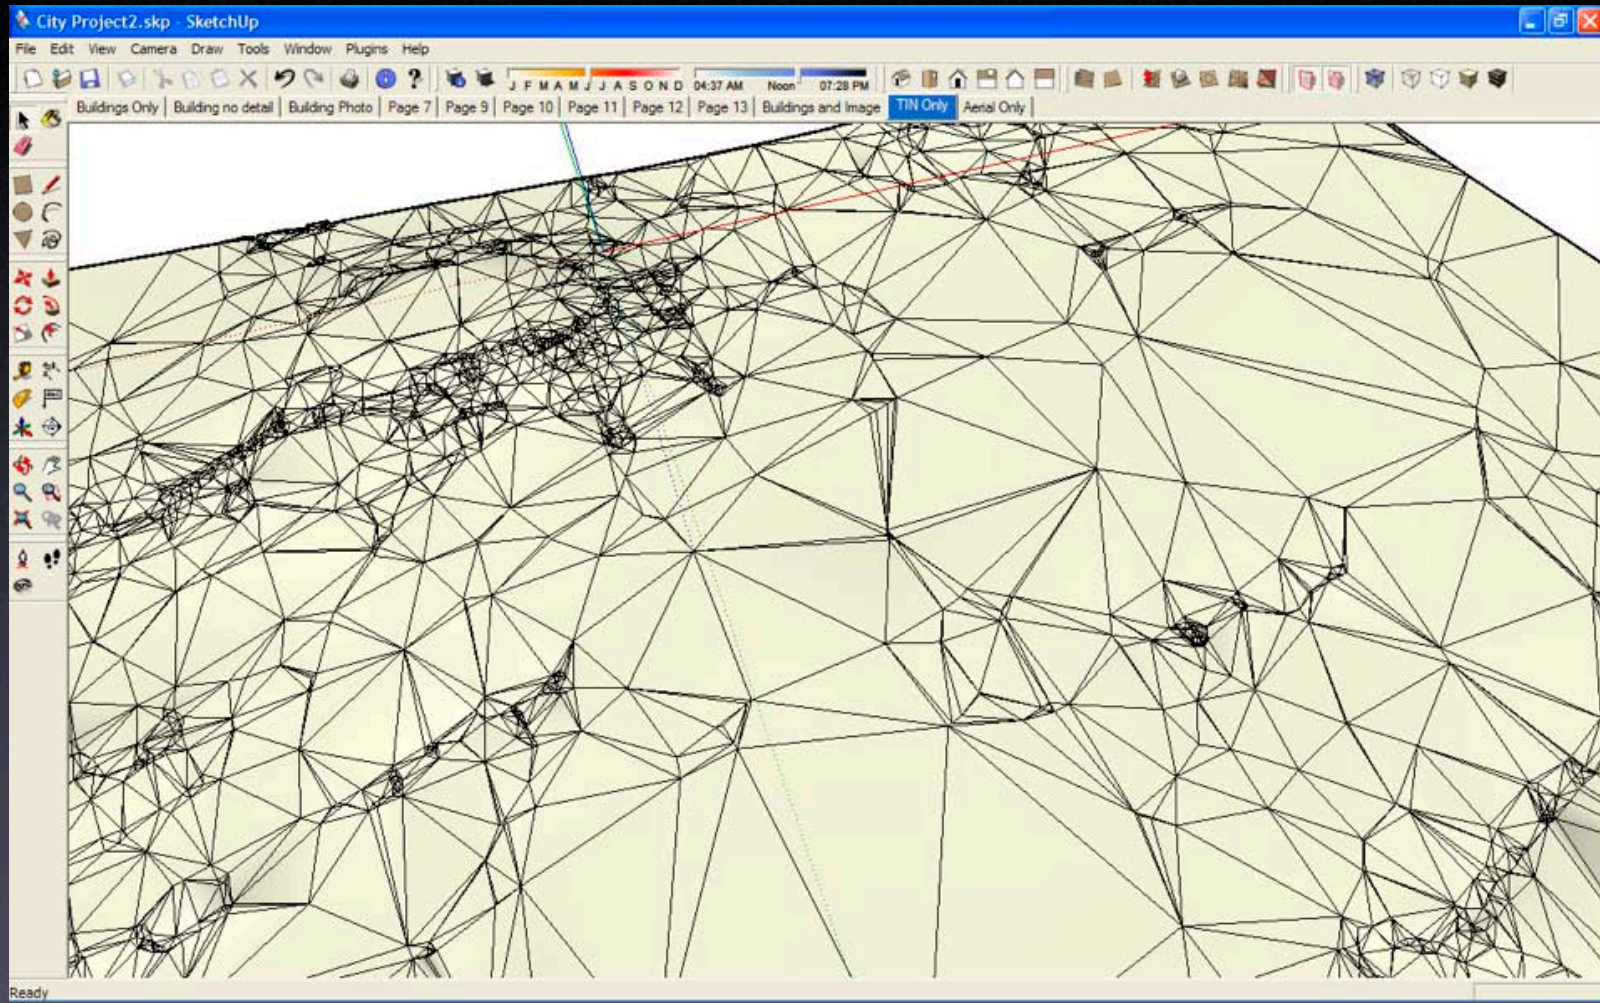 City Project2.skp - SketchUp
File Edit View Camera Draw Tools Window Plugins Help
J F M A M J J A S O N D 04:37 AM Noon 07:28 PM
Buildings Only Building no detail Building Photo Page 7 Page 9 Page 10 Page 11 Page 12 Page 13 Buildings and Image TIN Only Aerial Only
Ready